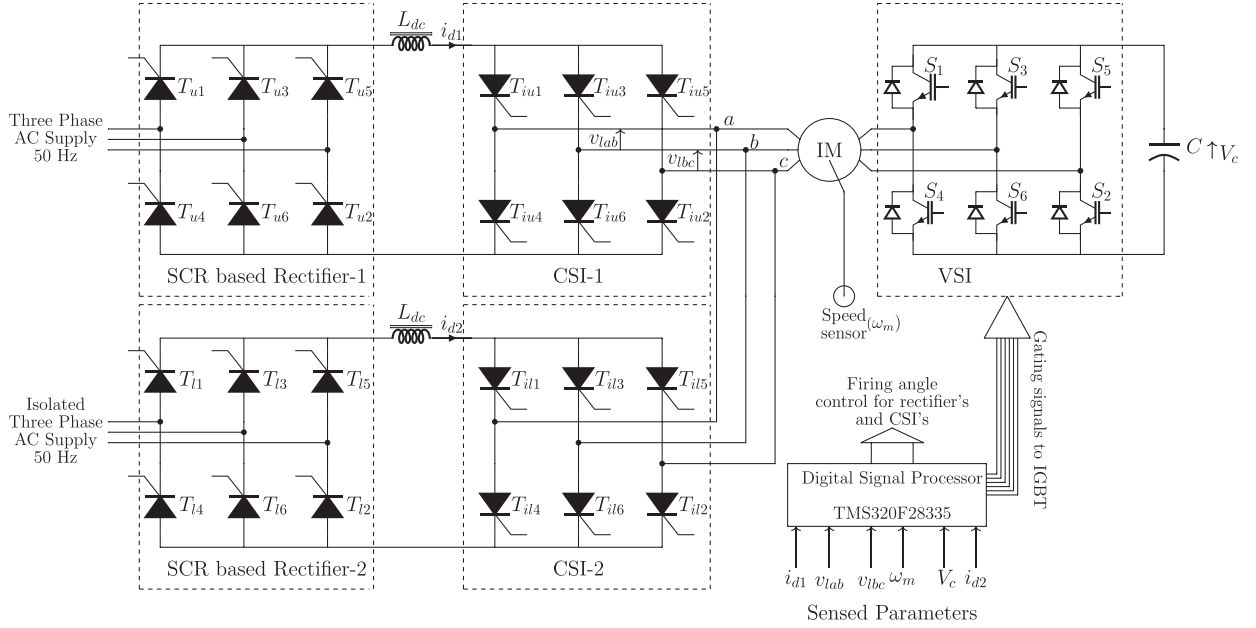 L_dc
i_d1
T_u1
T_u3
T_u5
T_iu1
T_iu3
T_iu5
S_1
S_3
S_5
Three Phase
AC Supply
50 Hz
a
v_lab
b
v_lbc
c
IM
C
V_c
T_u4
T_u6
T_u2
T_iu4
T_iu6
T_iu2
S_4
S_6
S_2
SCR based Rectifier-1
CSI-1
VSI
L_dc
i_d2
Speed
sensor
(ω_m)
Gating signals to IGBT
T_l1
T_l3
T_l5
T_il1
T_il3
T_il5
Isolated
Three Phase
AC Supply
50 Hz
Firing angle
control for rectifier's
and CSI's
Digital Signal Processor
TMS320F28335
T_l4
T_l6
T_l2
T_il4
T_il6
T_il2
SCR based Rectifier-2
CSI-2
i_d1
v_lab
v_lbc
ω_m
V_c
i_d2
Sensed Parameters